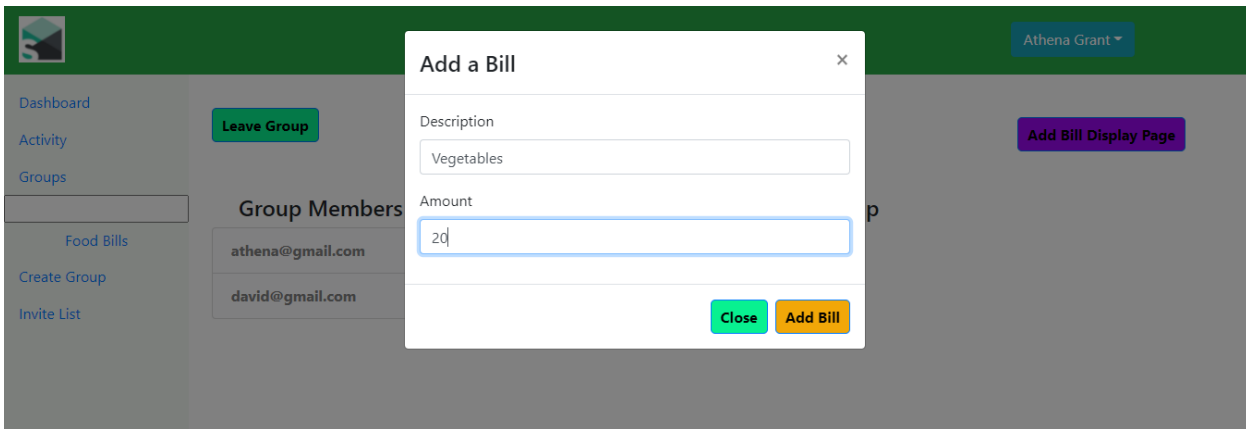 Athena Grant
Add a Bill
×
Dashboard
Activity
Groups
Food Bills
Create Group
Invite List
Leave Group
Add Bill Display Page
Group Members
p
athena@gmail.com
david@gmail.com
Description
Vegetables
Amount
20
Close
Add Bill